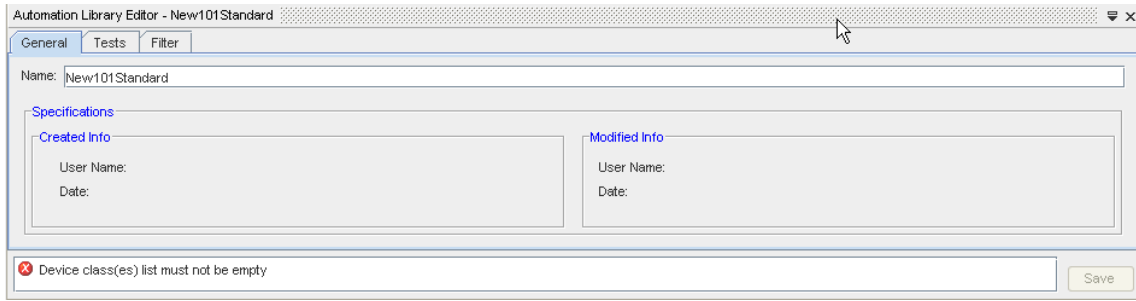 Automation Library Editor - New101Standard
General Tests Filter
Name: New101Standard
Specifications
Created Info Modified Info
User Name: User Name:
Date: Date:
Device class(es) list must not be empty
Save